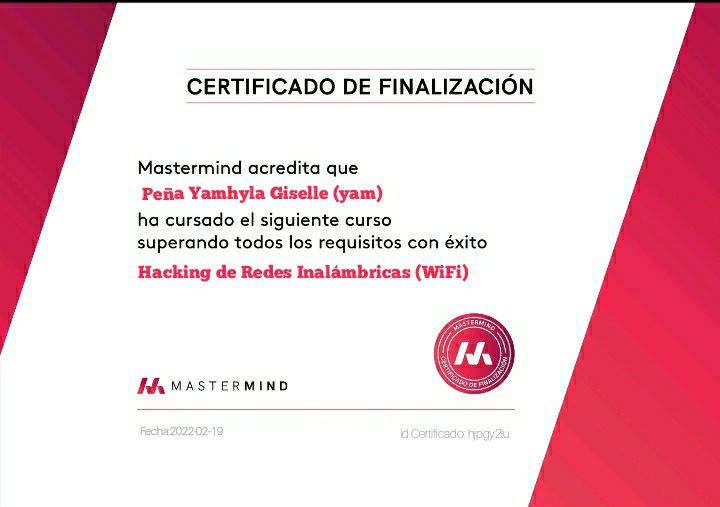 CERTIFICADO DE FINALIZACIÓN
Mastermind acredita que
Peña Yamhyla Giselle (yam)
ha cursado el siguiente curso
superando todos los requisitos con éxito
Hacking de Redes Inalámbricas (WiFi)
MASTERMIND
CERTIFICADO DE FINALIZACIÓN
MASTERMIND
Fecha:2022-02-19
Id Certificado: hjpgy2lu